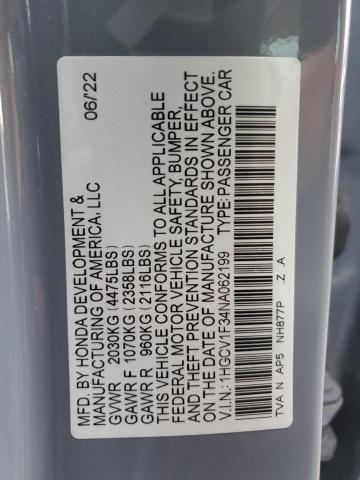 MFD. BY HONDA DEVELOPMENT & 06/'22
MANUFACTURING OF AMERICA, LLC
GVWR 2030KG (4475LBS)
GAWR F 1070KG (2358LBS)
GAWR R 960KG (2116LBS)
THIS VEHICLE CONFORMS TO ALL APPLICABLE
FEDERAL MOTOR VEHICLE SAFETY, BUMPER,
AND THEFT PREVENTION STANDARDS IN EFFECT
ON THE DATE OF MANUFACTURE SHOWN ABOVE.
V.I.N.: 1HGCV1F34NA062199 TYPE:PASSENGER CAR
TVA N AP5 NH877P .Z .A